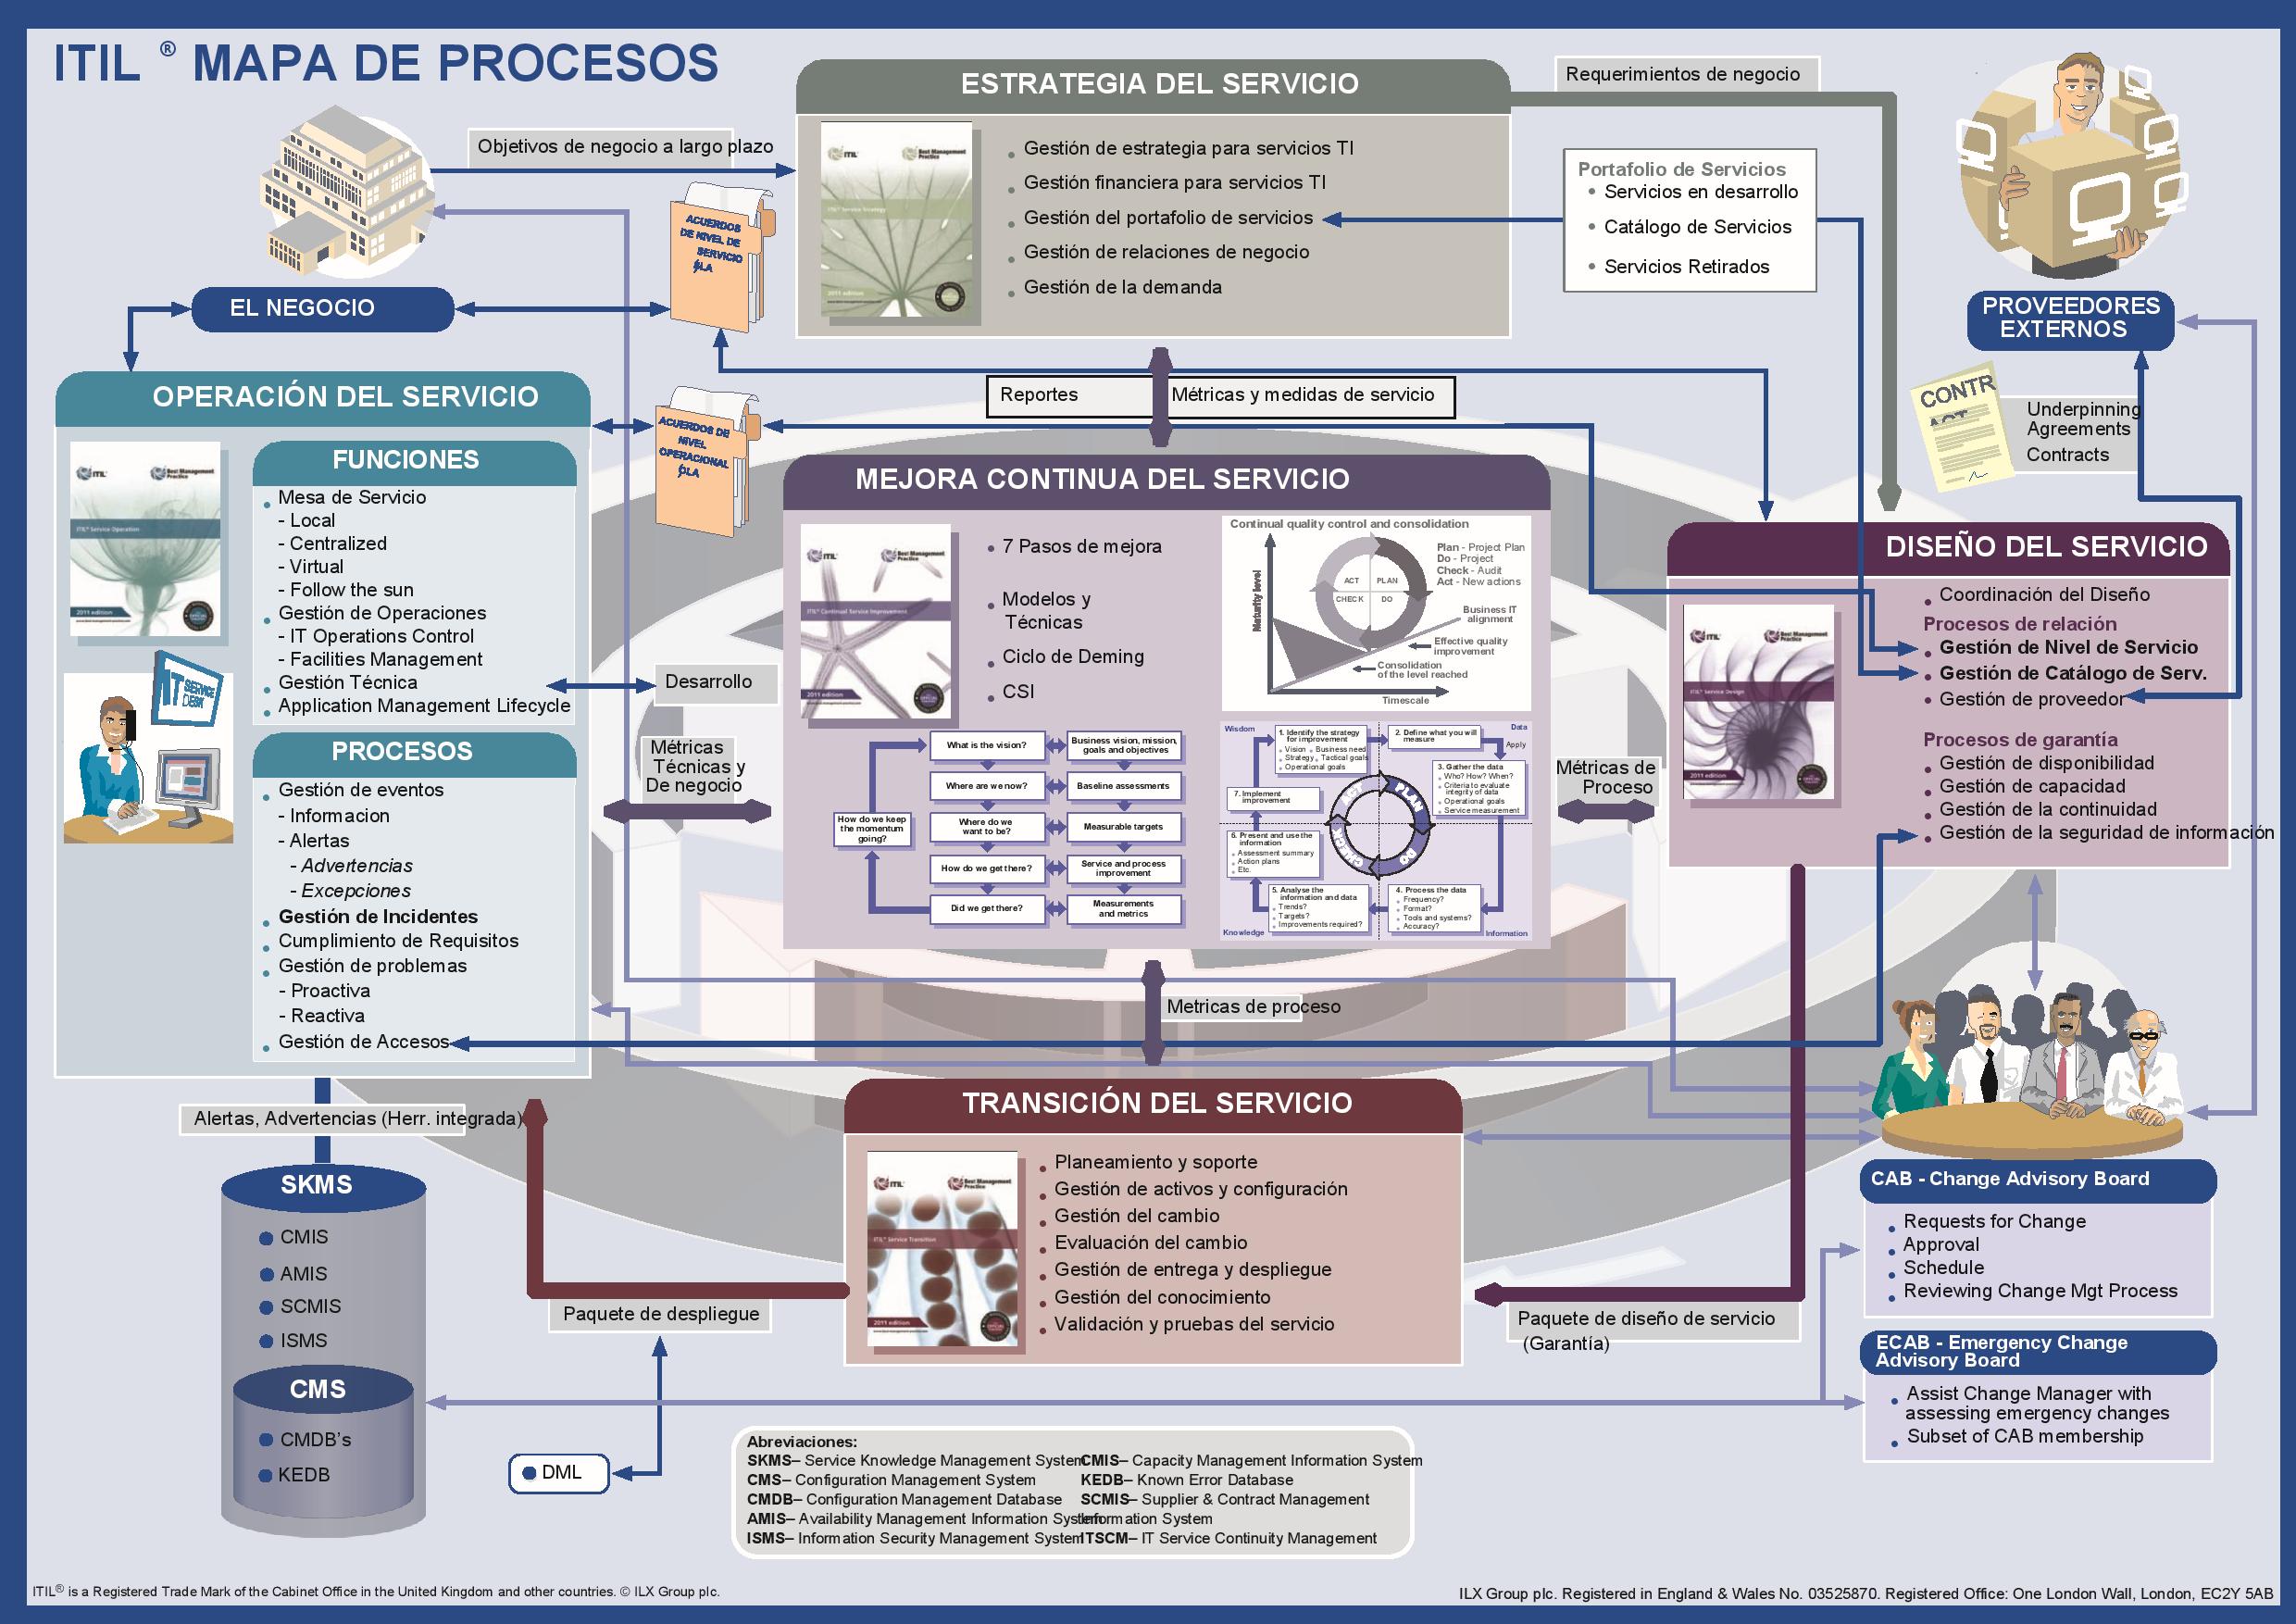 ITIL ® MAPA DE PROCESOS
ESTRATEGIA DEL SERVICIO
Gestión de estrategia para servicios TI
Gestión financiera para servicios TI
Gestión del portafolio de servicios
Gestión de relaciones de negocio
Gestión de la demanda
Requerimientos de negocio
Objetivos de negocio a largo plazo
ACUERDOS
DE NIVEL DE
SERVICIO
Portafolio de Servicios
Servicios en desarrollo
Catálogo de Servicios
Servicios Retirados
EL NEGOCIO
PROVEEDORES
EXTERNOS
CONTR
ACT
Underpinning
Agreements
Contracts
Reportes
Métricas y medidas de servicio
ACUERDOS DE
NIVEL
OPERACIONAL
OLA
OPERACIÓN DEL SERVICIO
FUNCIONES
Mesa de Servicio
- Local
- Centralized
- Virtual
- Follow the sun
Gestión de Operaciones
- IT Operations Control
- Facilities Management
Gestión Técnica
Application Management Lifecycle
IT SERVICE
DESK
PROCESOS
Gestión de eventos
- Informacion
- Alertas
- Advertencias
- Excepciones
Gestión de Incidentes
Cumplimiento de Requisitos
Gestión de problemas
- Proactiva
- Reactiva
Gestión de Accesos
Desarrollo
Métricas
Técnicas y
De negocio
MEJORA CONTINUA DEL SERVICIO
7 Pasos de mejora
Modelos y
Técnicas
Ciclo de Deming
CSI
Continual quality control and consolidation
Maturity level
ACT
PLAN
CHECK
DO
Plan - Project Plan
Do - Project
Check - Audit
Act - New actions
Business IT
alignment
Effective quality
improvement
Consolidation
of the level reached
Timescale
What is the vision?
Business vision, mission,
goals and objectives
Where are we now?
Baseline assessments
Where do we
want to be?
Measurable targets
How do we keep
the momentum
going?
How do we get there?
Service and process
improvement
Did we get there?
Measurements
and metrics
Wisdom
Data
1. Identify the strategy
for improvement
Vision
Business need
Strategy
Tactical goals
Operational goals
2. Define what you will
measure
Apply
3. Gather the data
Who? How? When?
Criteria to evaluate
integrity of data
Operational goals
Service measurement
7. Implement
improvement
6. Present and use the
information
Assessment summary
Action plans
Etc.
ACT
PLAN
CHECK
DO
5. Analyse the
information and data
Trends?
Targets?
Improvements required?
4. Process the data
Frequency?
Format?
Tools and systems?
Accuracy?
Knowledge
Information
Métricas de
Proceso
DISEÑO DEL SERVICIO
Coordinación del Diseño
Procesos de relación
Gestión de Nivel de Servicio
Gestión de Catálogo de Serv.
Gestión de proveedor
Procesos de garantía
Gestión de disponibilidad
Gestión de capacidad
Gestión de la continuidad
Gestión de la seguridad de información
Metricas de proceso
Alertas, Advertencias (Herr. integrada)
TRANSICIÓN DEL SERVICIO
Planeamiento y soporte
Gestión de activos y configuración
Gestión del cambio
Evaluación del cambio
Gestión de entrega y despliegue
Gestión del conocimiento
Validación y pruebas del servicio
Paquete de despliegue
Paquete de diseño de servicio
(Garantía)
SKMS
CMIS
AMIS
SCMIS
ISMS
CMS
CMDB's
KEDB
DML
CAB - Change Advisory Board
Requests for Change
Approval
Schedule
Reviewing Change Mgt Process
ECAB - Emergency Change
Advisory Board
Assist Change Manager with
assessing emergency changes
Subset of CAB membership
Abreviaciones:
SKMS– Service Knowledge Management System
CMIS– Capacity Management Information System
CMS– Configuration Management System
KEDB– Known Error Database
CMDB– Configuration Management Database
SCMIS– Supplier & Contract Management
Information System
AMIS– Availability Management Information System
ISMS– Information Security Management System
ITSCM– IT Service Continuity Management
ITIL® is a Registered Trade Mark of the Cabinet Office in the United Kingdom and other countries. © ILX Group plc.
ILX Group plc. Registered in England & Wales No. 03525870. Registered Office: One London Wall, London, EC2Y 5AB